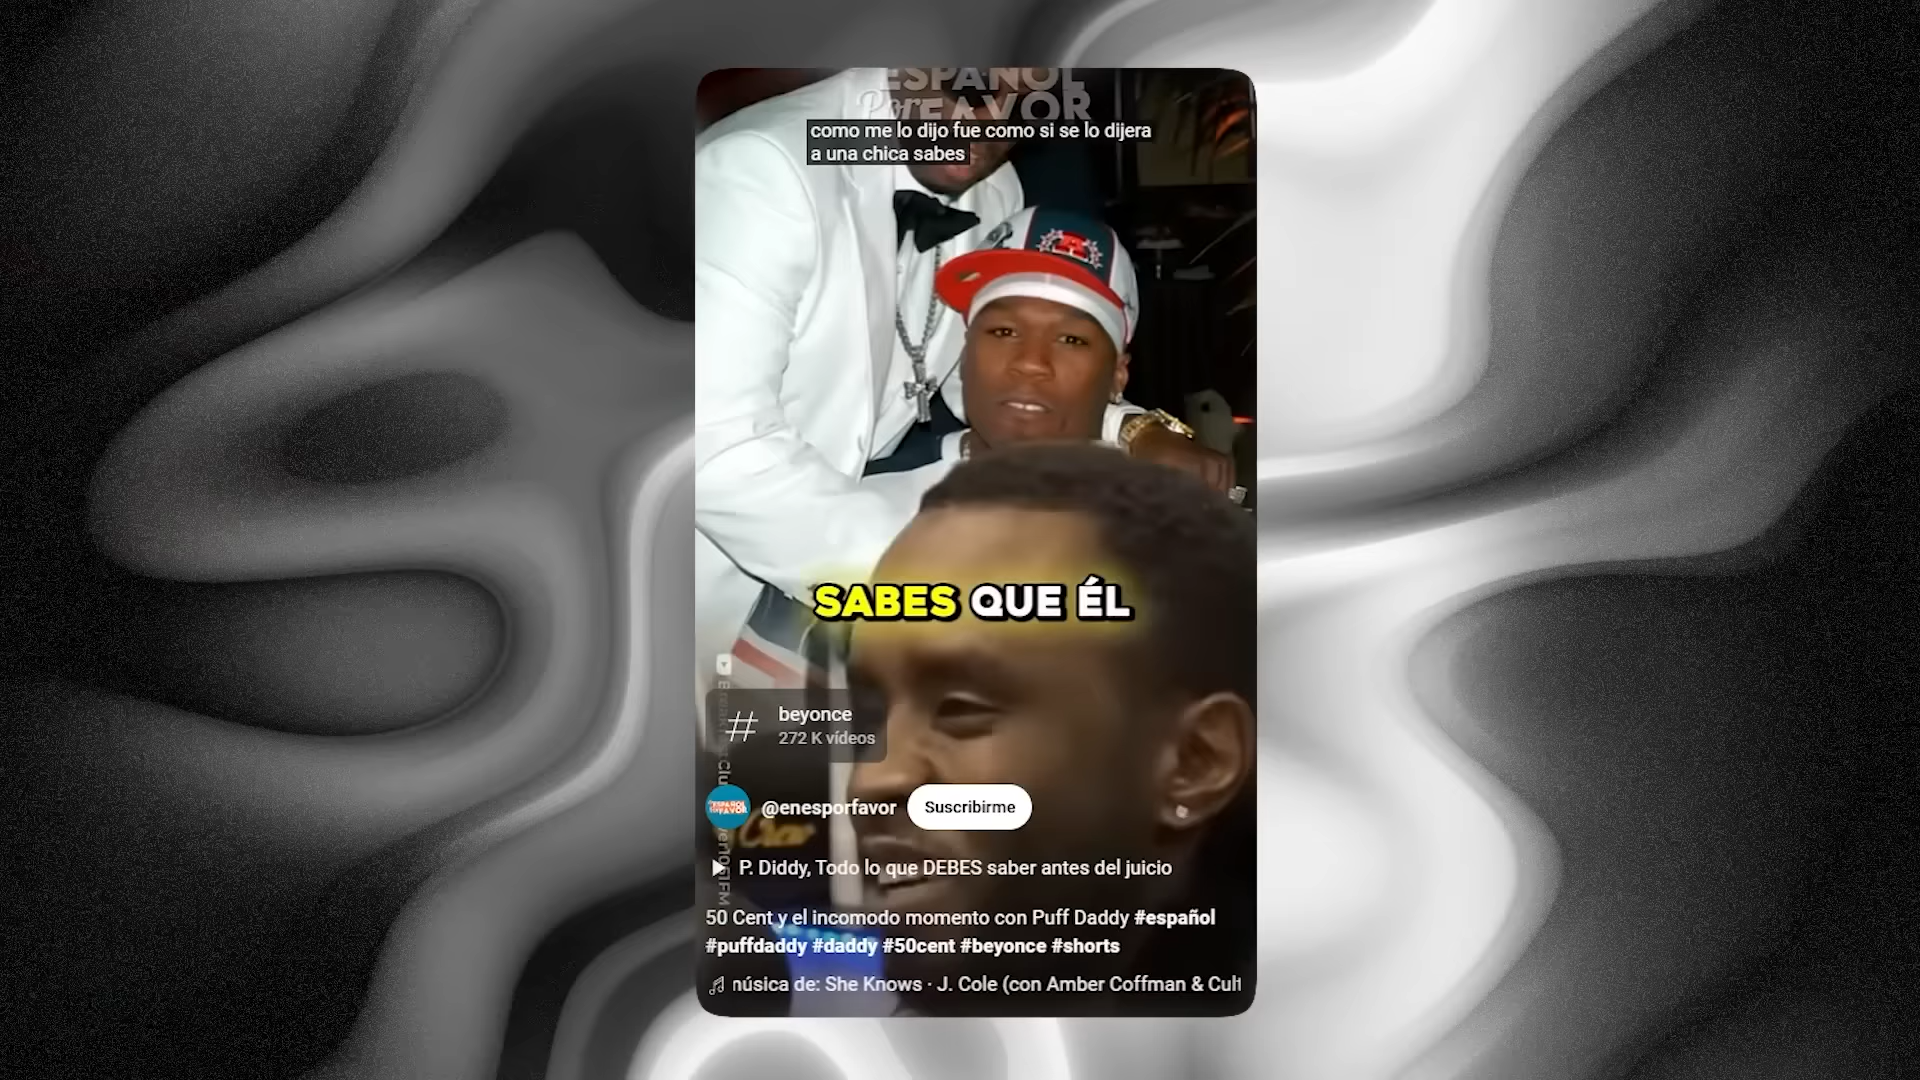 ESPAÑOL
Por FAVOR
como me lo dijo fue como si se lo dijera
a una chica sabes
SABES QUE ÉL
beyonce
272 K vídeos
ESPAÑOL
FAVOR
@enesporfavor
Suscribirme
P. Diddy, Todo lo que DEBES saber antes del juicio
50 Cent y el incomodo momento con Puff Daddy #español
#puffdaddy #daddy #50cent #beyonce #shorts
núsica de: She Knows · J. Cole (con Amber Coffman & Cult